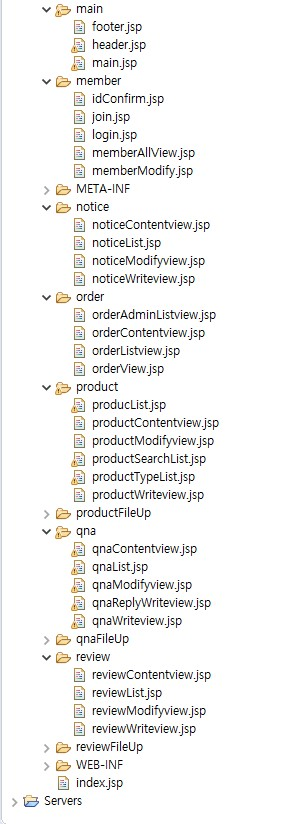 main
footer.jsp
header.jsp
main.jsp
member
idConfirm.jsp
join.jsp
login.jsp
memberAllView.jsp
memberModify.jsp
META-INF
notice
noticeContentview.jsp
noticeList.jsp
noticeModifyview.jsp
noticeWriteview.jsp
order
orderAdminListview.jsp
orderContentview.jsp
orderListview.jsp
orderView.jsp
product
producList.jsp
productContentview.jsp
productModifyview.jsp
productSearchList.jsp
productTypeList.jsp
productWriteview.jsp
productFileUp
qna
qnaContentview.jsp
qnaList.jsp
qnaModifyview.jsp
qnaReplyWriteview.jsp
qnaWriteview.jsp
qnaFileUp
review
reviewContentview.jsp
reviewList.jsp
reviewModifyview.jsp
reviewWriteview.jsp
reviewFileUp
WEB-INF
index.jsp
Servers